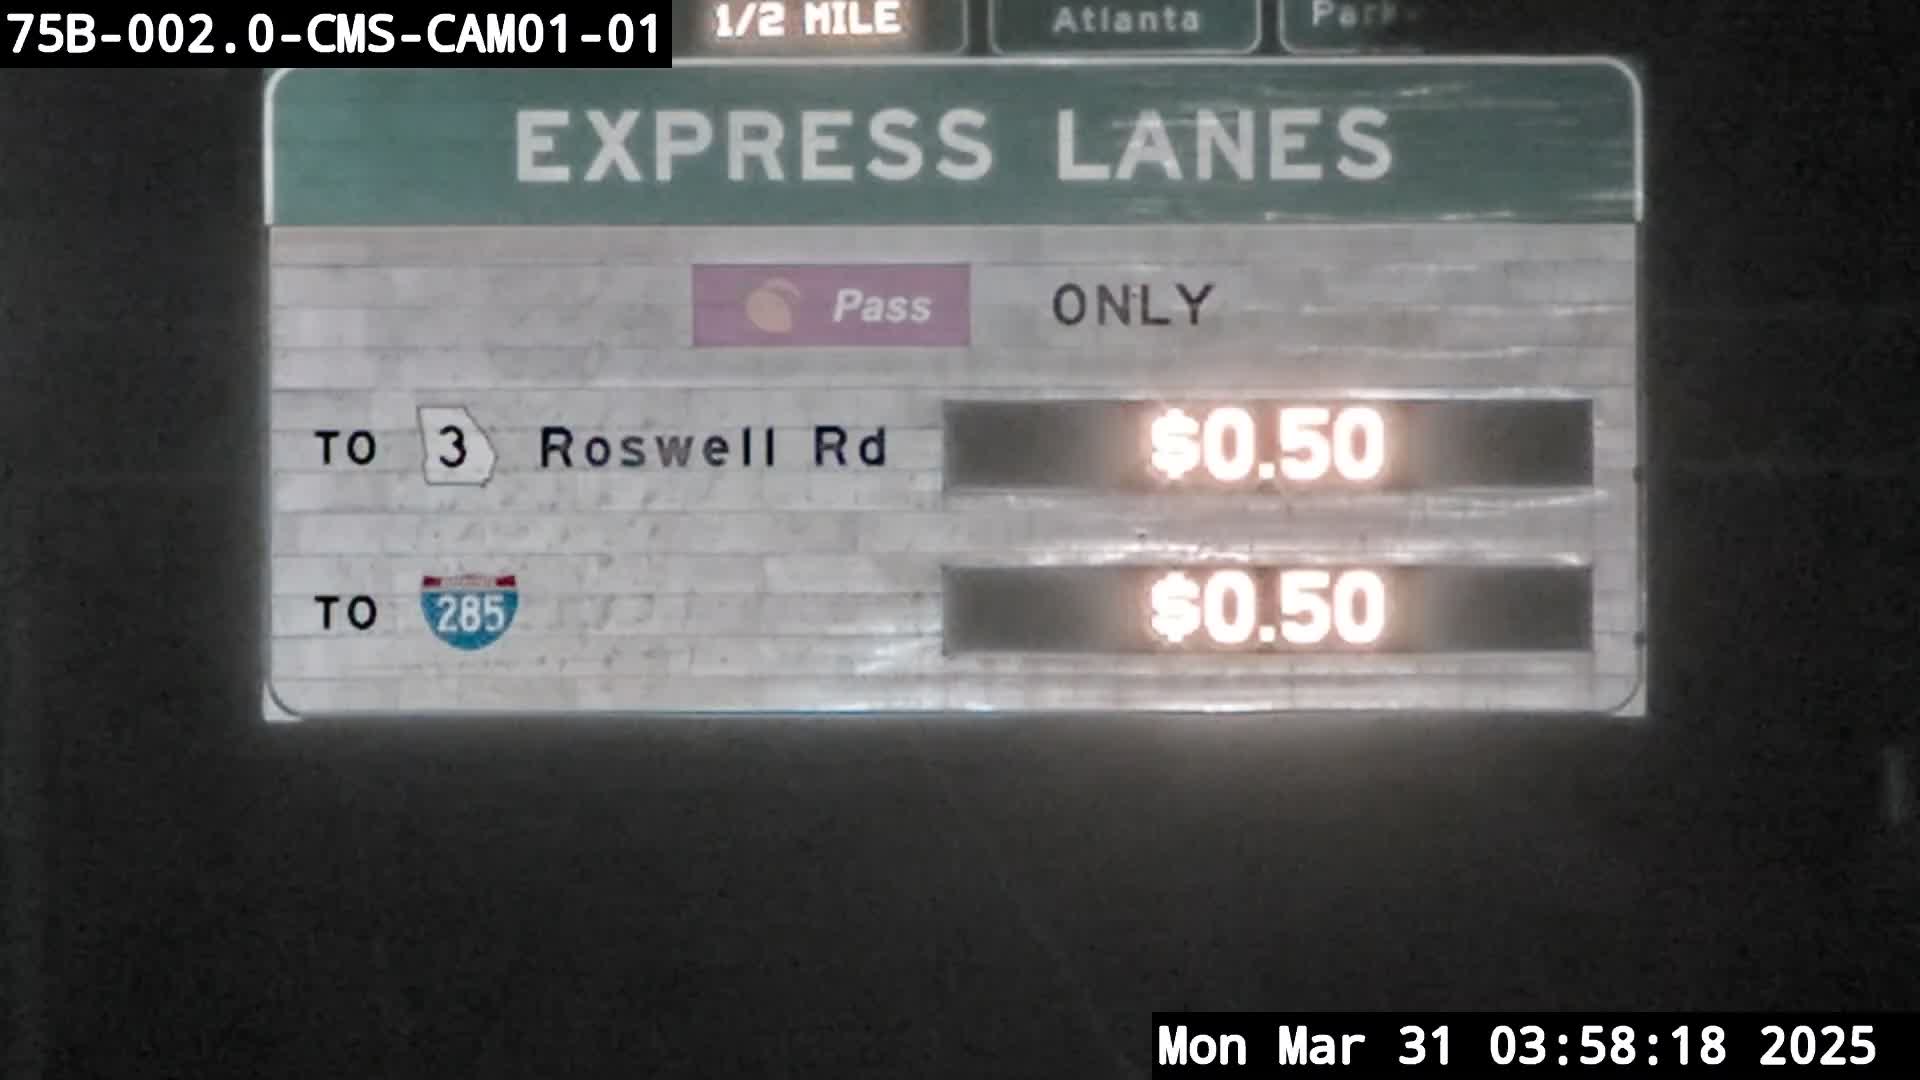 75B-002.0-CMS-CAM01-01
1/2 MILE
Atlanta
EXPRESS LANES
Pass ONLY
TO 3 Roswell Rd $0.50
TO 285 $0.50
Mon Mar 31 03:58:18 2025